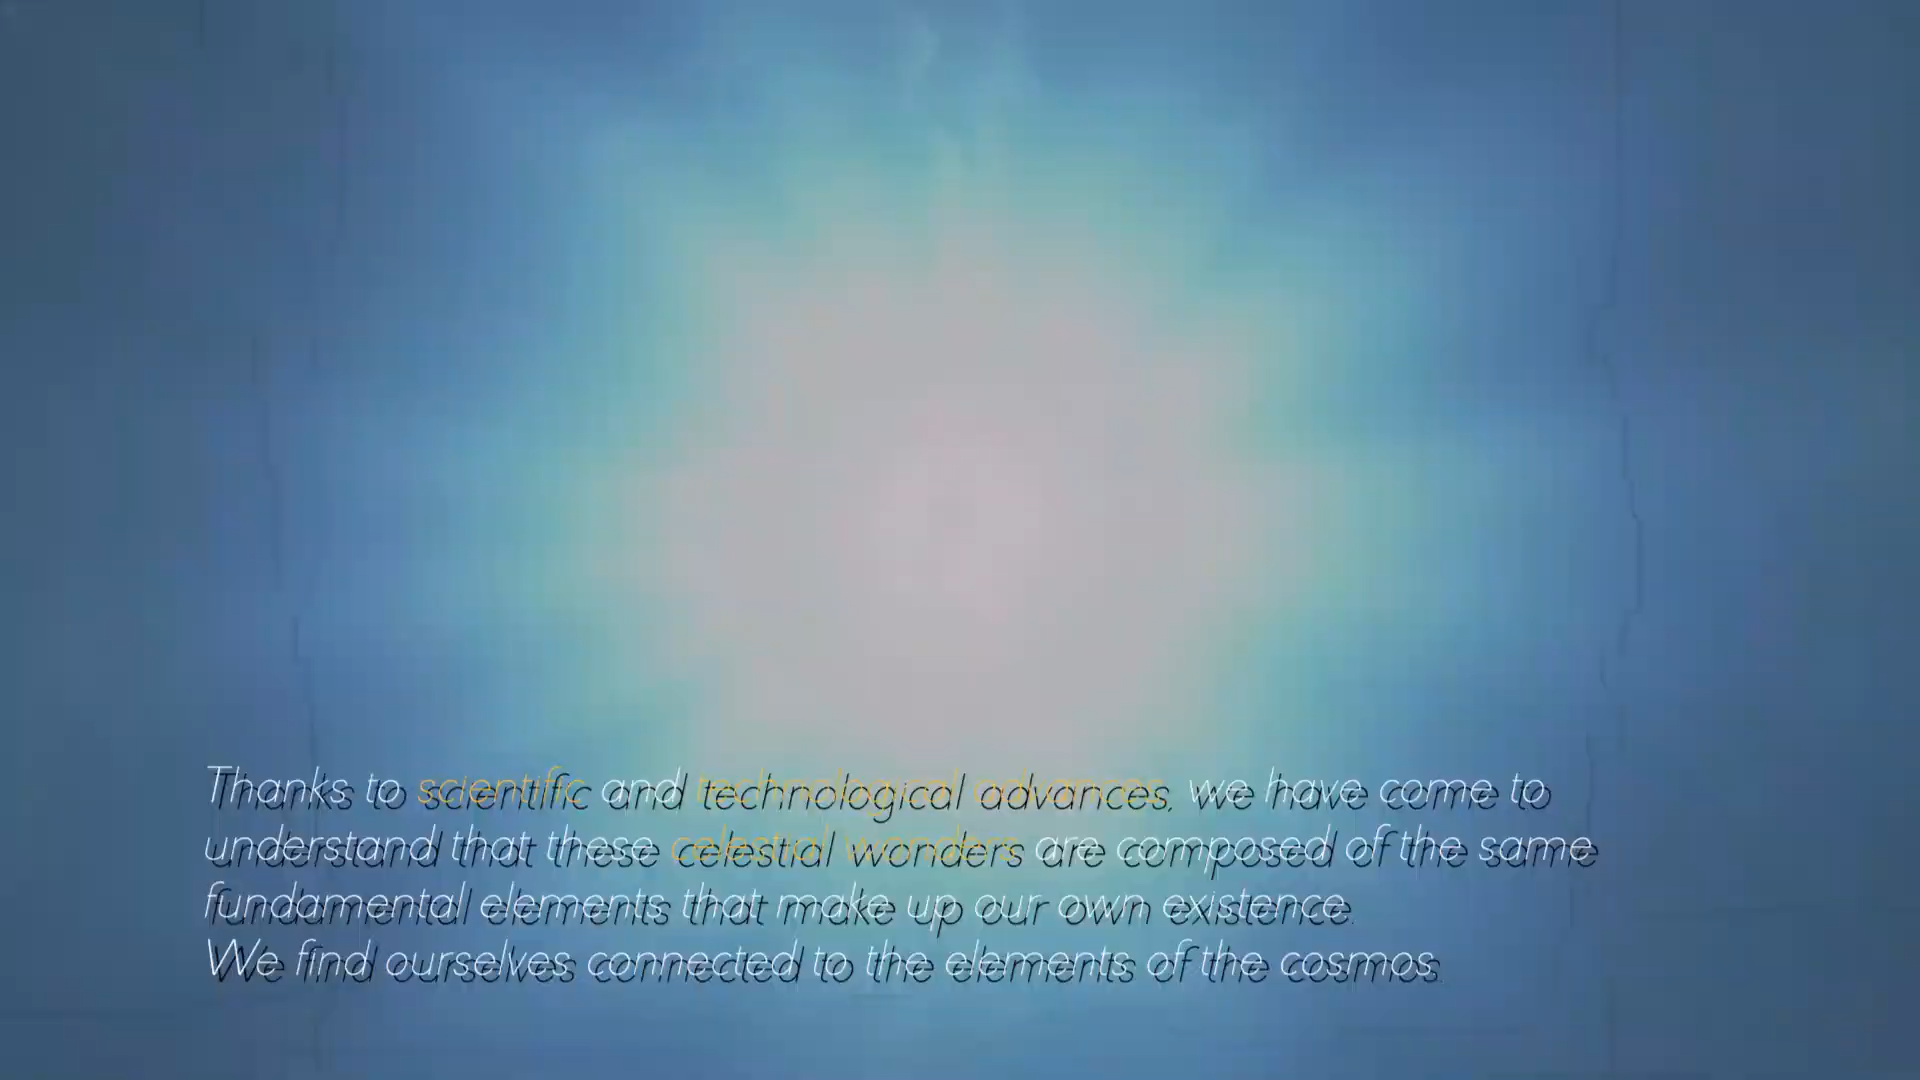 Thanks to scientific and technological advances, we have come to
understand that these celestial wonders are composed of the same
fundamental elements that make up our own existence.
We find ourselves connected to the elements of the cosmos.